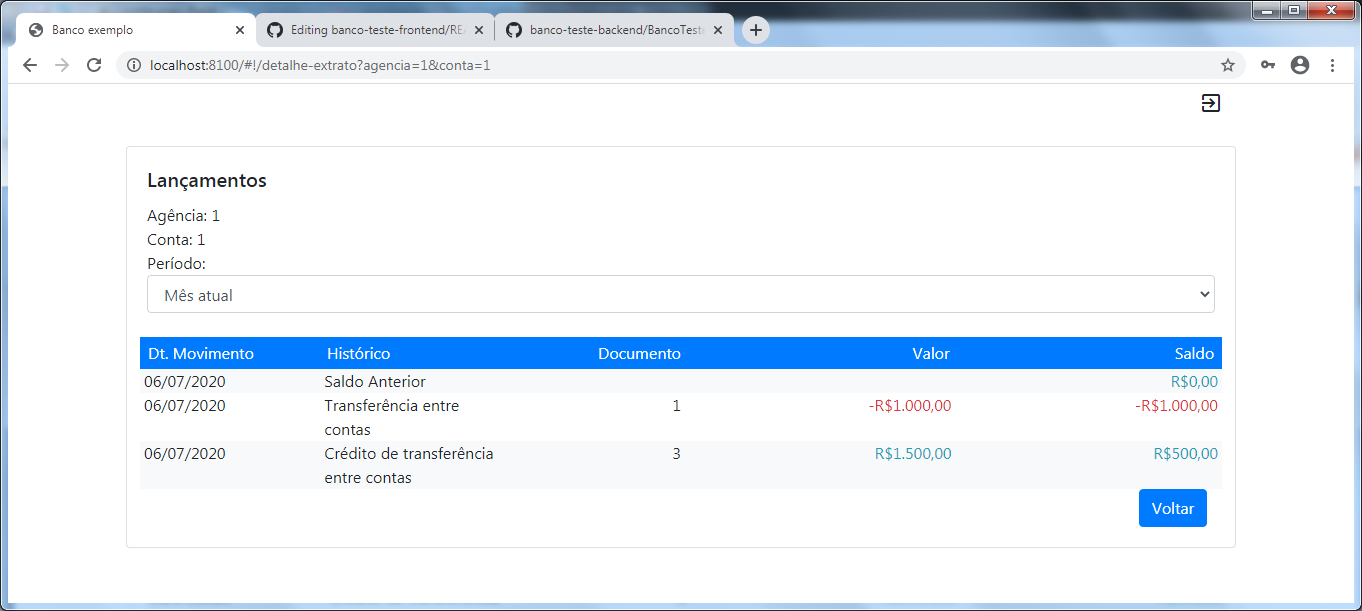 Banco exemplo
Editing banco-teste-frontend/RE
banco-teste-backend/BancoTeste
localhost:8100/#!/detalhe-extrato?agencia=1&conta=1
Lançamentos
Agência: 1
Conta: 1
Período:
Mês atual
Dt. Movimento Histórico Documento Valor Saldo
06/07/2020 Saldo Anterior R$0,00
06/07/2020 Transferência entre 1 -R$1.000,00 -R$1.000,00
contas
06/07/2020 Crédito de transferência 3 R$1.500,00 R$500,00
entre contas
Voltar